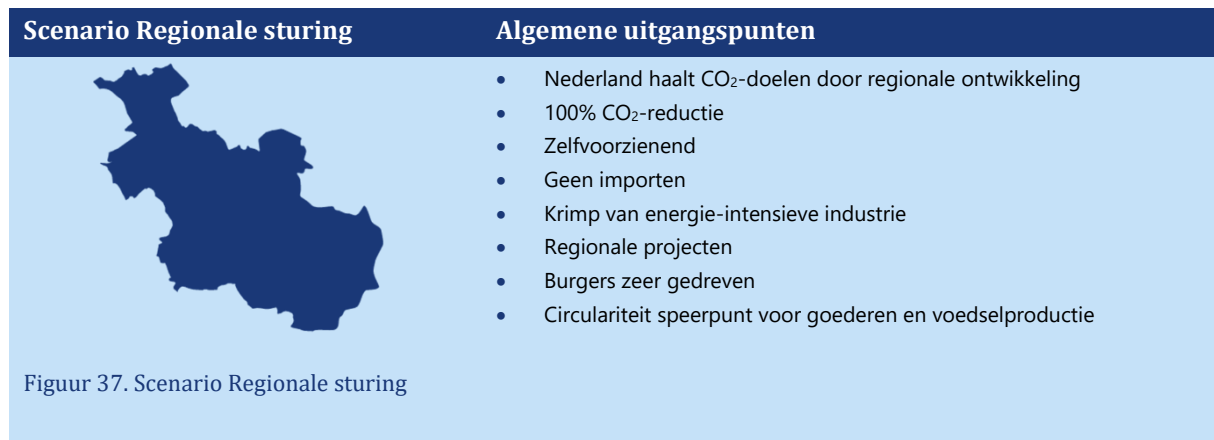 Scenario Regionale sturing
Algemene uitgangspunten
• Nederland haalt CO₂-doelen door regionale ontwikkeling
• 100% CO₂-reductie
• Zelfvoorzienend
• Geen importen
• Krimp van energie-intensieve industrie
• Regionale projecten
• Burgers zeer gedreven
• Circulariteit speerpunt voor goederen en voedselproductie
Figuur 37. Scenario Regionale sturing